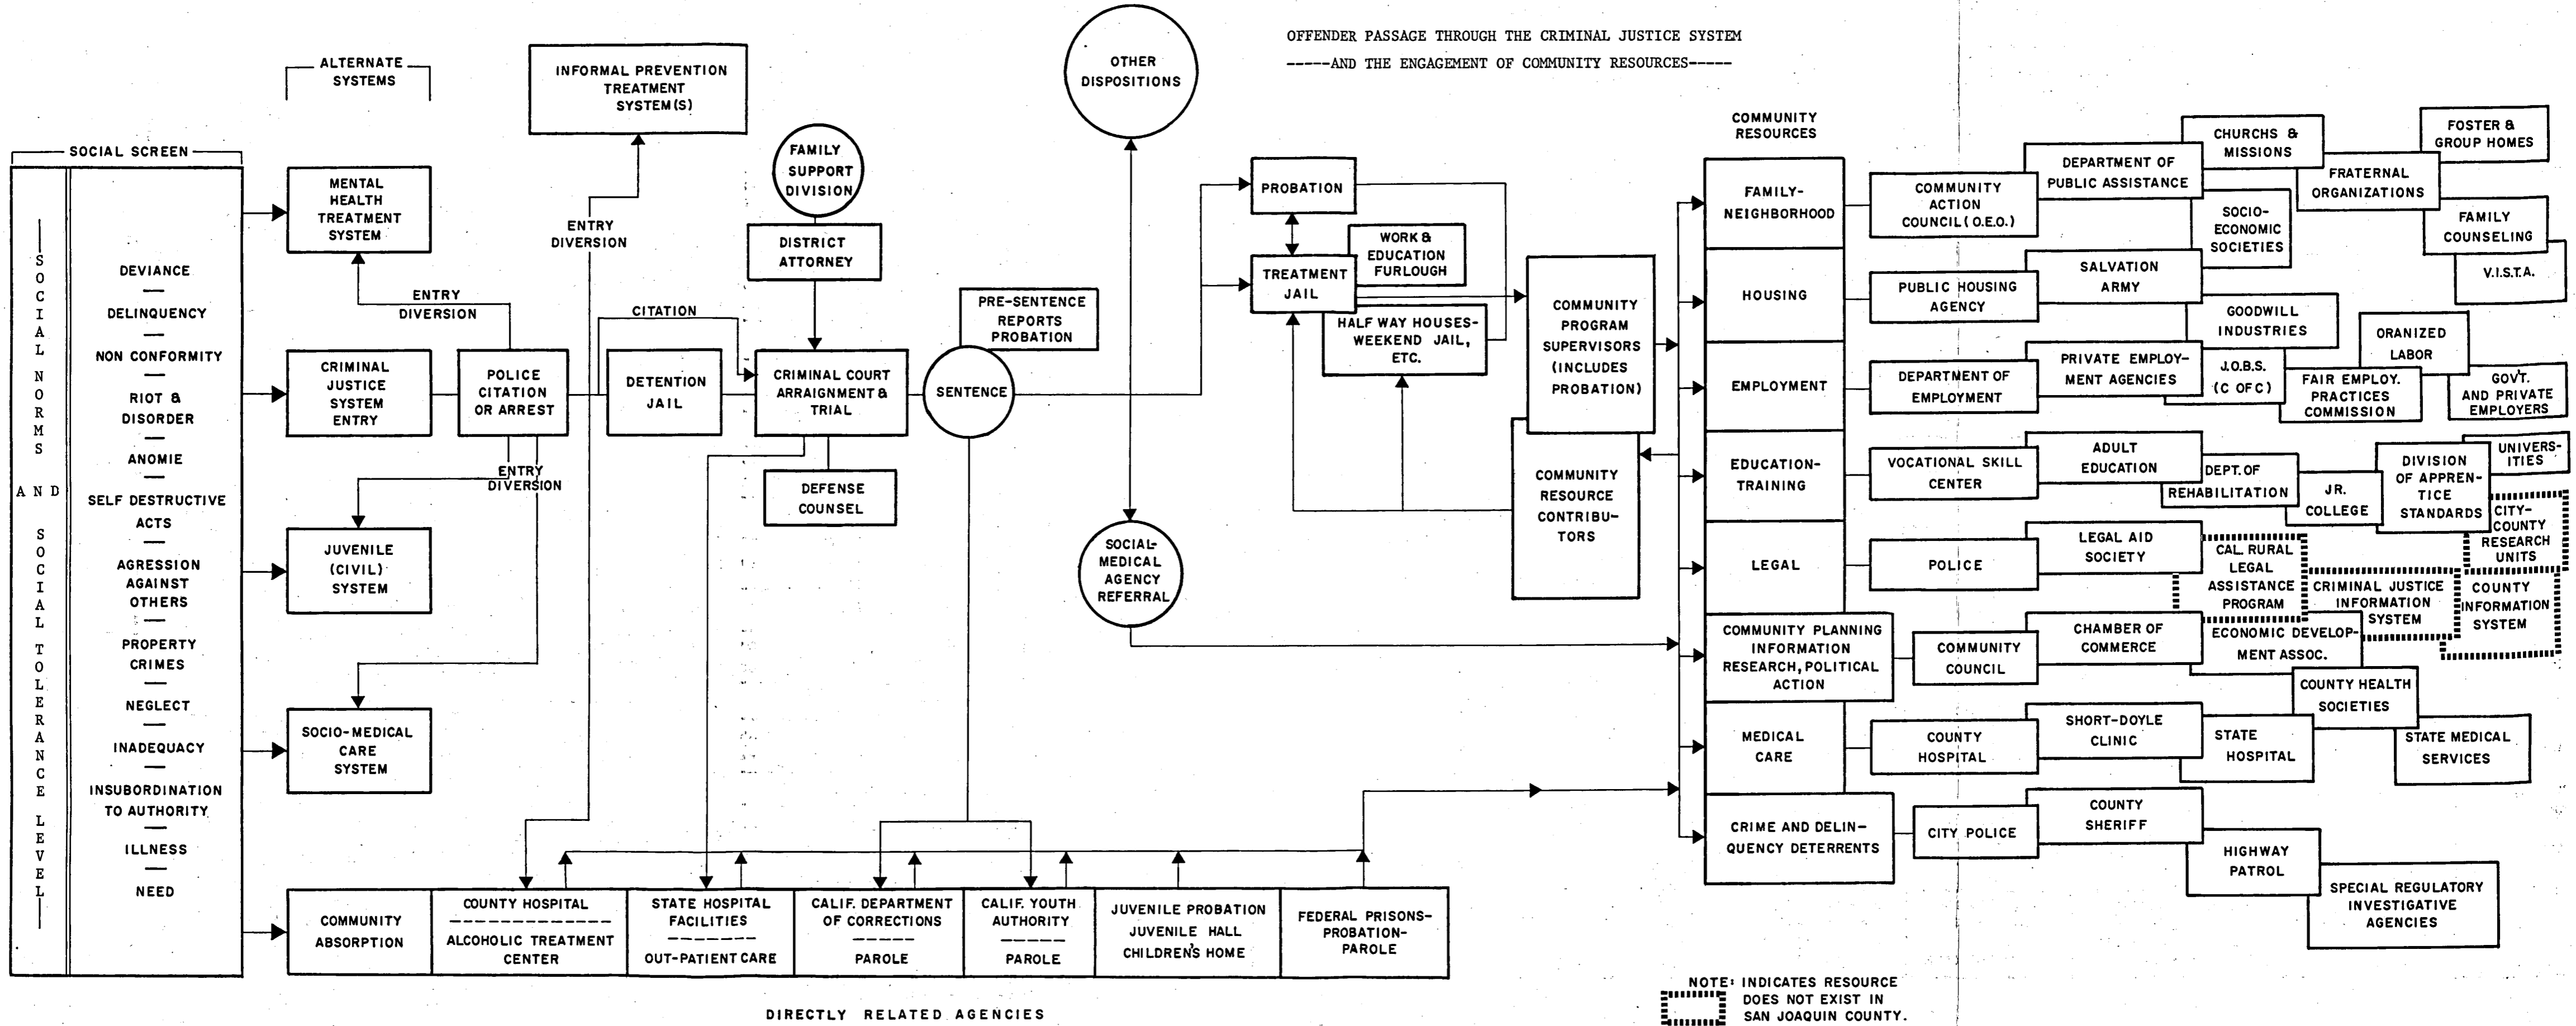 OFFENDER PASSAGE THROUGH THE CRIMINAL JUSTICE SYSTEM
-----AND THE ENGAGEMENT OF COMMUNITY RESOURCES-----
SOCIAL SCREEN
SOCIAL NORMS AND SOCIAL TOLERANCE LEVEL
DEVIANCE
DELINQUENCY
NON CONFORMITY
RIOT &
DISORDER
ANOMIE
SELF DESTRUCTIVE
ACTS
AGRESSION
AGAINST
OTHERS
PROPERTY
CRIMES
NEGLECT
INADEQUACY
INSUBORDINATION
TO AUTHORITY
ILLNESS
NEED
ALTERNATE
SYSTEMS
MENTAL
HEALTH
TREATMENT
SYSTEM
CRIMINAL
JUSTICE
SYSTEM
ENTRY
JUVENILE
(CIVIL)
SYSTEM
SOCIO-MEDICAL
CARE
SYSTEM
ENTRY
DIVERSION
POLICE
CITATION
OR ARREST
ENTRY
DIVERSION
INFORMAL PREVENTION
TREATMENT
SYSTEM(S)
ENTRY
DIVERSION
CITATION
DETENTION
JAIL
FAMILY
SUPPORT
DIVISION
DISTRICT
ATTORNEY
CRIMINAL COURT
ARRAIGNMENT &
TRIAL
DEFENSE
COUNSEL
PRE-SENTENCE
REPORTS
PROBATION
SENTENCE
OTHER
DISPOSITIONS
SOCIAL-
MEDICAL
AGENCY
REFERRAL
PROBATION
TREATMENT
JAIL
WORK &
EDUCATION
FURLOUGH
HALF WAY HOUSES-
WEEKEND JAIL,
ETC.
COMMUNITY
PROGRAM
SUPERVISORS
(INCLUDES
PROBATION)
COMMUNITY
RESOURCE
CONTRIBU-
TORS
COMMUNITY
ABSORPTION
COUNTY HOSPITAL
ALCOHOLIC TREATMENT
CENTER
STATE HOSPITAL
FACILITIES
OUT-PATIENT CARE
CALIF. DEPARTMENT
OF CORRECTIONS
PAROLE
CALIF. YOUTH
AUTHORITY
PAROLE
JUVENILE PROBATION
JUVENILE HALL
CHILDREN'S HOME
FEDERAL PRISONS-
PROBATION-
PAROLE
DIRECTLY RELATED AGENCIES
COMMUNITY
RESOURCES
FAMILY-
NEIGHBORHOOD
COMMUNITY
ACTION
COUNCIL (O.E.O.)
DEPARTMENT OF
PUBLIC ASSISTANCE
CHURCHS &
MISSIONS
SOCIO-
ECONOMIC
SOCIETIES
FRATERNAL
ORGANIZATIONS
FOSTER &
GROUP HOMES
FAMILY
COUNSELING
V.I.S.T.A.
HOUSING
PUBLIC HOUSING
AGENCY
SALVATION
ARMY
GOODWILL
INDUSTRIES
EMPLOYMENT
DEPARTMENT OF
EMPLOYMENT
PRIVATE EMPLOY-
MENT AGENCIES
J.O.B.S.
(C OF C)
ORANIZED
LABOR
FAIR EMPLOY.
PRACTICES
COMMISSION
GOV'T.
AND PRIVATE
EMPLOYERS
EDUCATION-
TRAINING
VOCATIONAL SKILL
CENTER
ADULT
EDUCATION
DEPT. OF
REHABILITATION
JR.
COLLEGE
DIVISION
OF APPREN-
TICE
STANDARDS
UNIVERS-
ITIES
CITY-
COUNTY
RESEARCH
UNITS
LEGAL
POLICE
LEGAL AID
SOCIETY
CAL. RURAL
LEGAL
ASSISTANCE
PROGRAM
CRIMINAL JUSTICE
INFORMATION
SYSTEM
COUNTY
INFORMATION
SYSTEM
COMMUNITY PLANNING
INFORMATION
RESEARCH, POLITICAL
ACTION
COMMUNITY
COUNCIL
CHAMBER OF
COMMERCE
ECONOMIC DEVELOP-
MENT ASSOC.
COUNTY HEALTH
SOCIETIES
MEDICAL
CARE
COUNTY
HOSPITAL
SHORT-DOYLE
CLINIC
STATE
HOSPITAL
STATE MEDICAL
SERVICES
CRIME AND DELIN-
QUENCY DETERRENTS
CITY POLICE
COUNTY
SHERIFF
HIGHWAY
PATROL
SPECIAL REGULATORY
INVESTIGATIVE
AGENCIES
NOTE: INDICATES RESOURCE
DOES NOT EXIST IN
SAN JOAQUIN COUNTY.